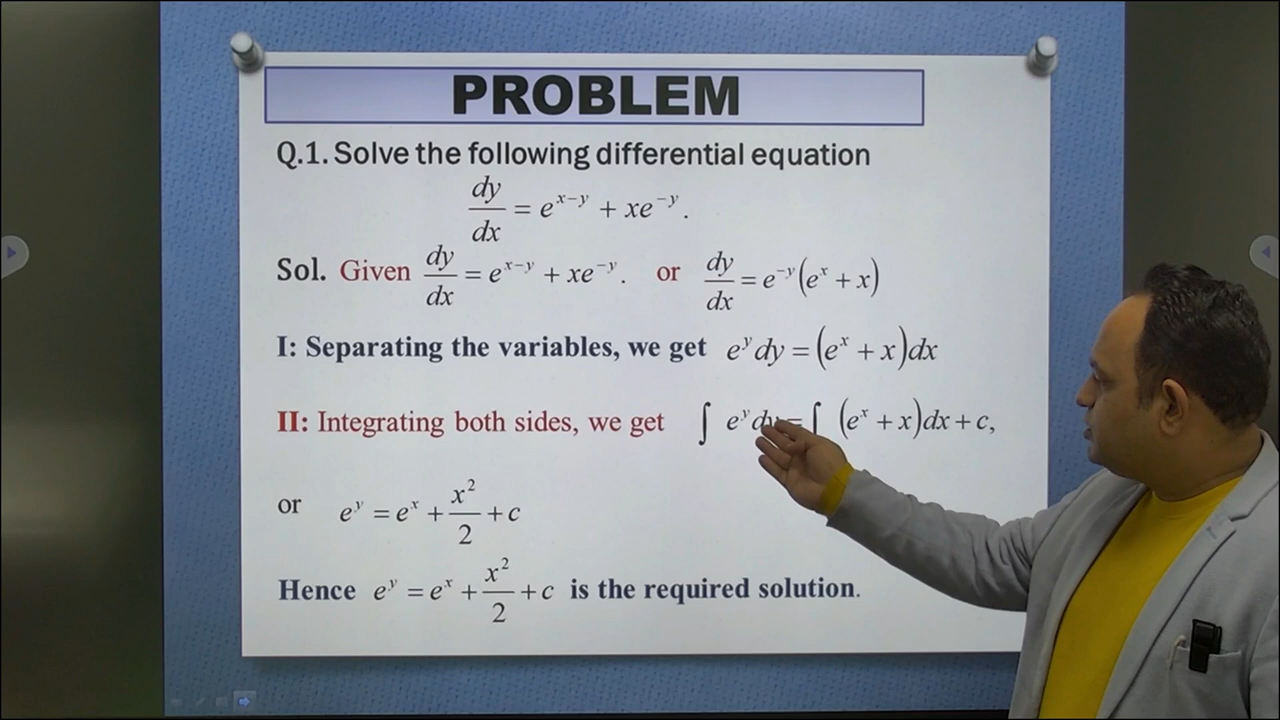 PROBLEM
Q.1. Solve the following differential equation
dy/dx = e^{x−y} + xe^{−y}.
Sol. Given dy/dx = e^{x−y} + xe^{−y}. or dy/dx = e^{−y}(e^x + x)
I: Separating the variables, we get e^y dy = (e^x + x)dx
II: Integrating both sides, we get ∫ e^y dy = ∫ (e^x + x)dx + c,
or e^y = e^x + x^2/2 + c
Hence e^y = e^x + x^2/2 + c is the required solution.